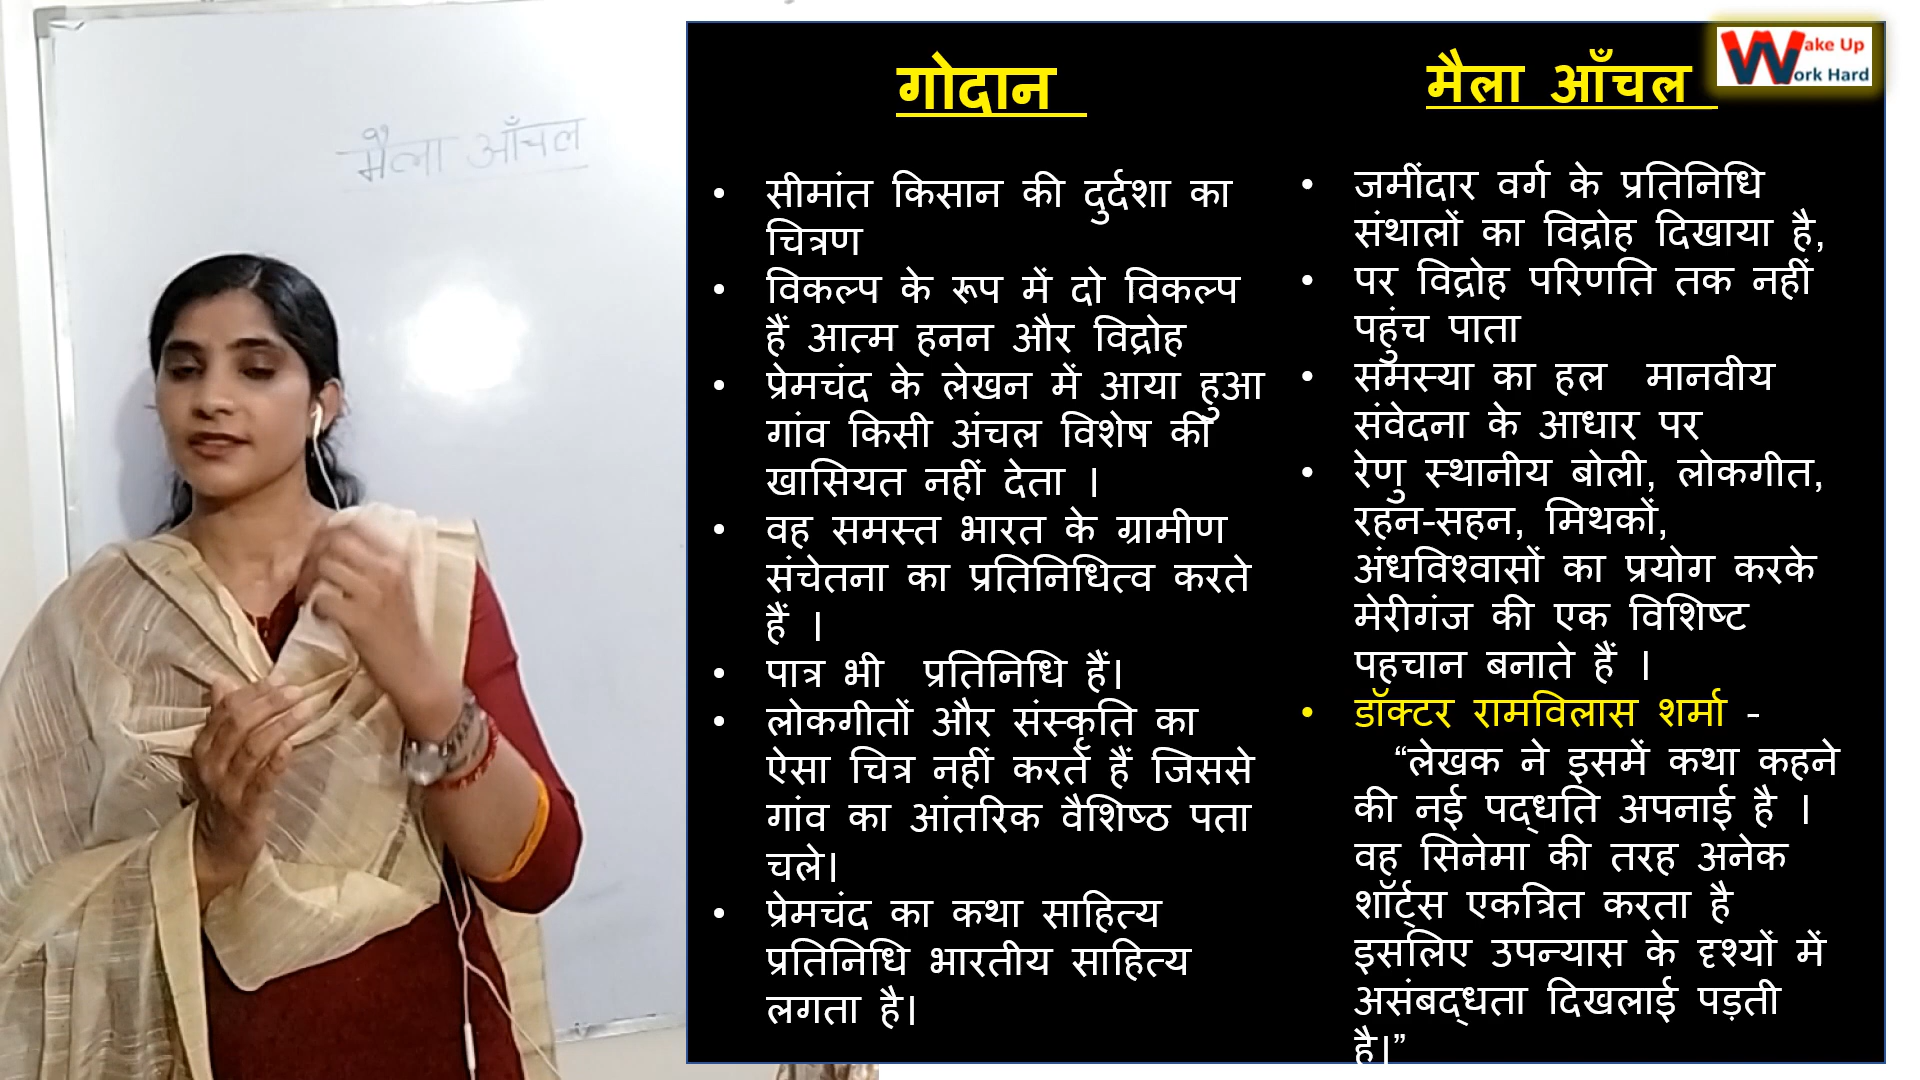 मैला आँचल
गोदान
• सीमांत किसान की दुर्दशा का
चित्रण
• विकल्प के रूप में दो विकल्प
हैं आत्म हनन और विद्रोह
• प्रेमचंद के लेखन में आया हुआ
गांव किसी अंचल विशेष की
खासियत नहीं देता ।
• वह समस्त भारत के ग्रामीण
संचेतना का प्रतिनिधित्व करते
हैं ।
• पात्र भी प्रतिनिधि हैं।
• लोकगीतों और संस्कृति का
ऐसा चित्र नहीं करते हैं जिससे
गांव का आंतरिक वैशिष्ठ पता
चले।
• प्रेमचंद का कथा साहित्य
प्रतिनिधि भारतीय साहित्य
लगता है।
मैला आँचल
• जमींदार वर्ग के प्रतिनिधि
संथालों का विद्रोह दिखाया है,
• पर विद्रोह परिणति तक नहीं
पहुंच पाता
• समस्या का हल मानवीय
संवेदना के आधार पर
• रेणु स्थानीय बोली, लोकगीत,
रहन-सहन, मिथकों,
अंधविश्वासों का प्रयोग करके
मेरीगंज की एक विशिष्ट
पहचान बनाते हैं ।
• डॉक्टर रामविलास शर्मा -
“लेखक ने इसमें कथा कहने
की नई पद्धति अपनाई है ।
वह सिनेमा की तरह अनेक
शॉर्ट्स एकत्रित करता है
इसलिए उपन्यास के दृश्यों में
असंबद्धता दिखलाई पड़ती
है।”
Wake Up
Work Hard